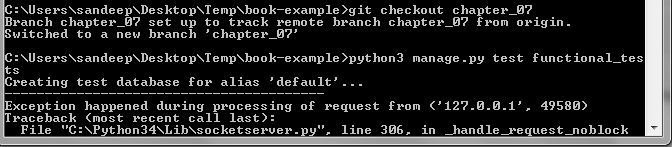 C:\Users\sandeep\Desktop\Temp\book-example>git checkout chapter_07
Branch chapter_07 set up to track remote branch chapter_07 from origin.
Switched to a new branch 'chapter_07'
C:\Users\sandeep\Desktop\Temp\book-example>python3 manage.py test functional_tes
ts
Creating test database for alias 'default'...
----------------------------------------
Exception happened during processing of request from ('127.0.0.1', 49580)
Traceback (most recent call last):
  File "C:\Python34\Lib\socketserver.py", line 306, in _handle_request_noblock